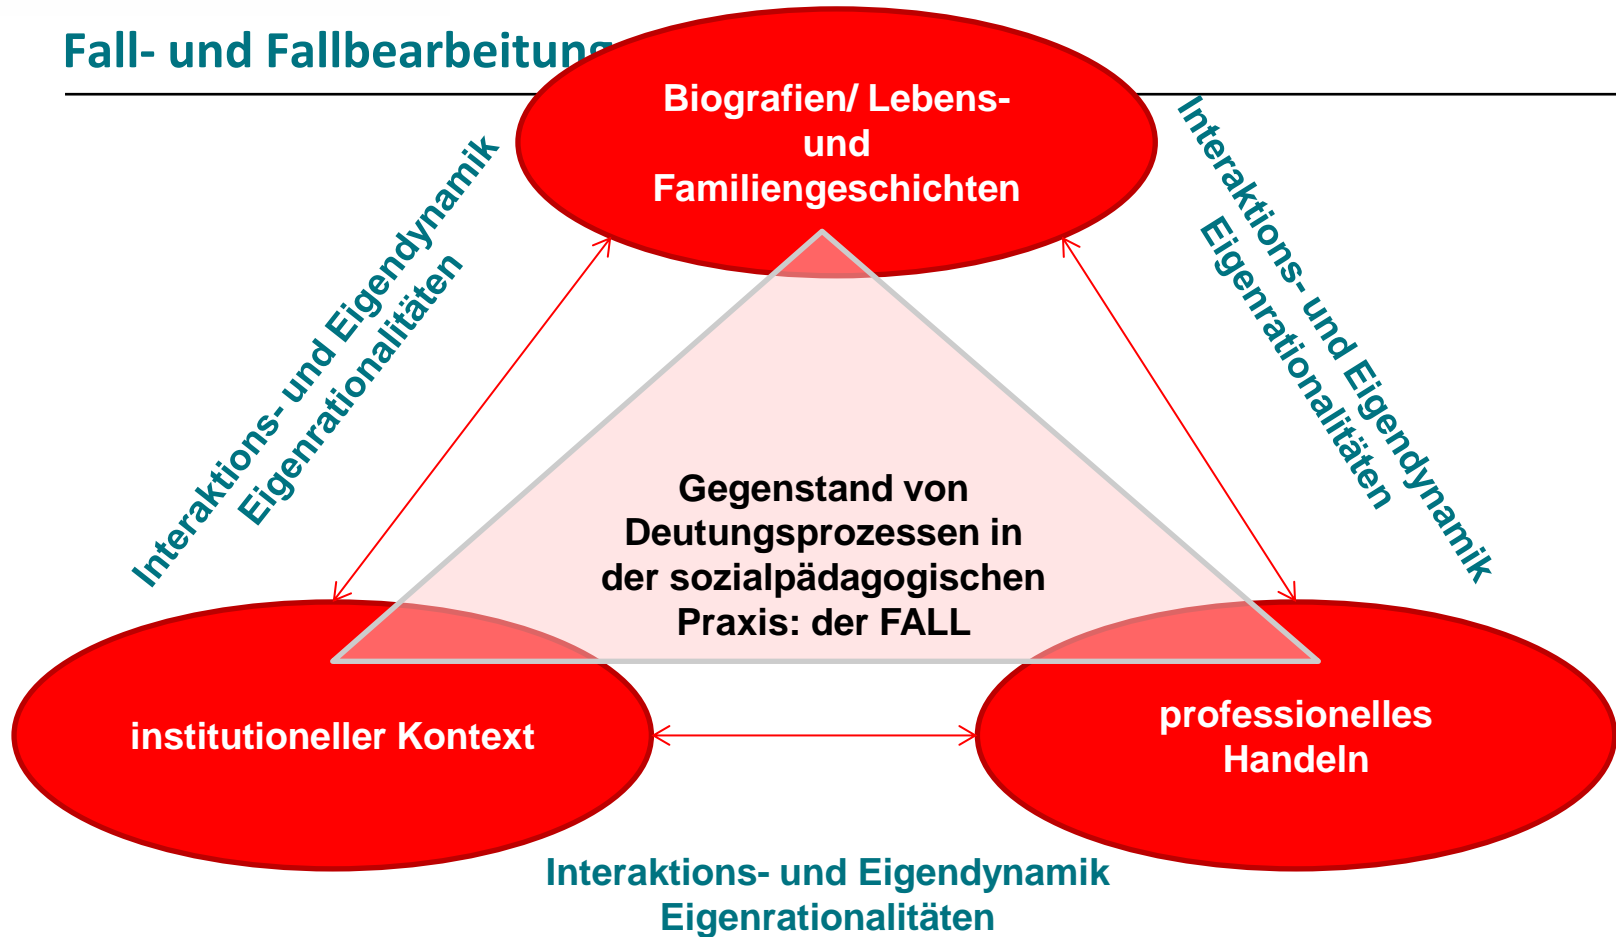 Fall- und Fallbearbeitung
Biografien/ Lebens-
und
Familiengeschichten
Interaktions- und Eigendynamik
Eigenrationalitäten
Interaktions- und Eigendynamik
Eigenrationalitäten
Gegenstand von
Deutungsprozessen in
der sozialpädagogischen
Praxis: der FALL
institutioneller Kontext
professionelles
Handeln
Interaktions- und Eigendynamik
Eigenrationalitäten